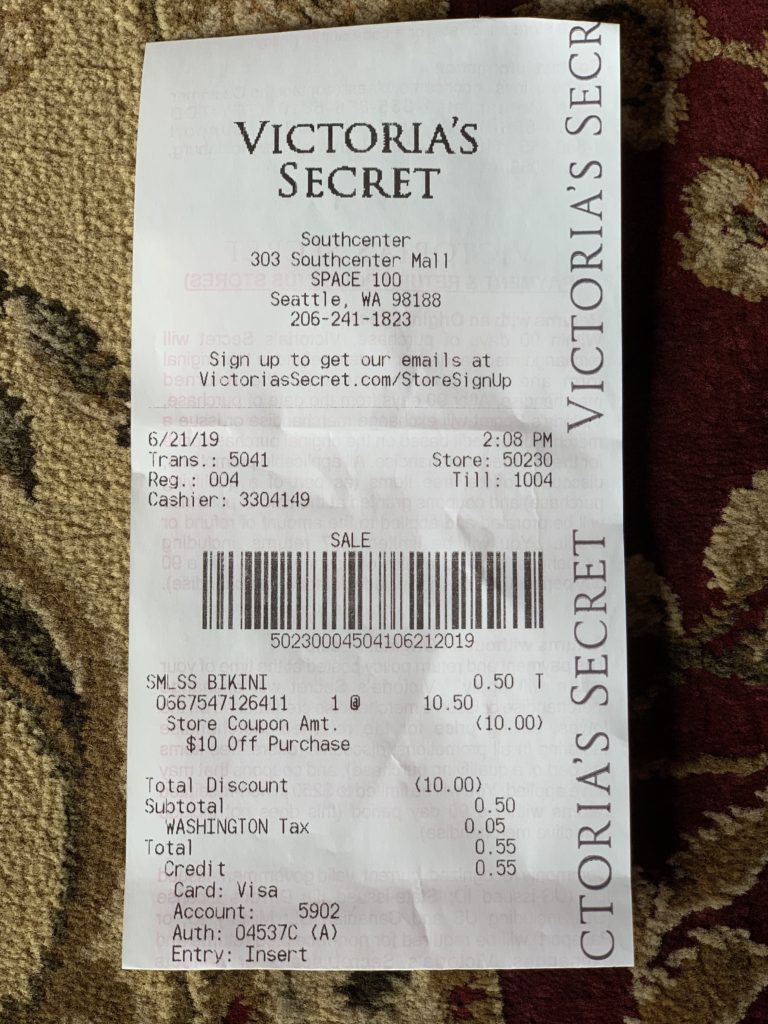 VICTORIA'S
SECRET
Southcenter
303 Southcenter Mall
SPACE 100
Seattle, WA 98188
206-241-1823
Sign up to get our emails at
VictoriasSecret.com/StoreSignUp
6/21/19 2:08 PM
Trans.: 5041 Store: 50230
Reg.: 004 Till: 1004
Cashier: 3304149
SALE
50230004504106212019
SMLSS BIKINI 0.50 T
0667547126411 1 @ 10.50
Store Coupon Amt. (10.00)
$10 Off Purchase
Total Discount (10.00)
Subtotal 0.50
WASHINGTON Tax 0.05
Total 0.55
Credit 0.55
Card: Visa
Account: 5902
Auth: 04537C (A)
Entry: Insert
VICTORIA'S SECR
CTORIA'S SECRET